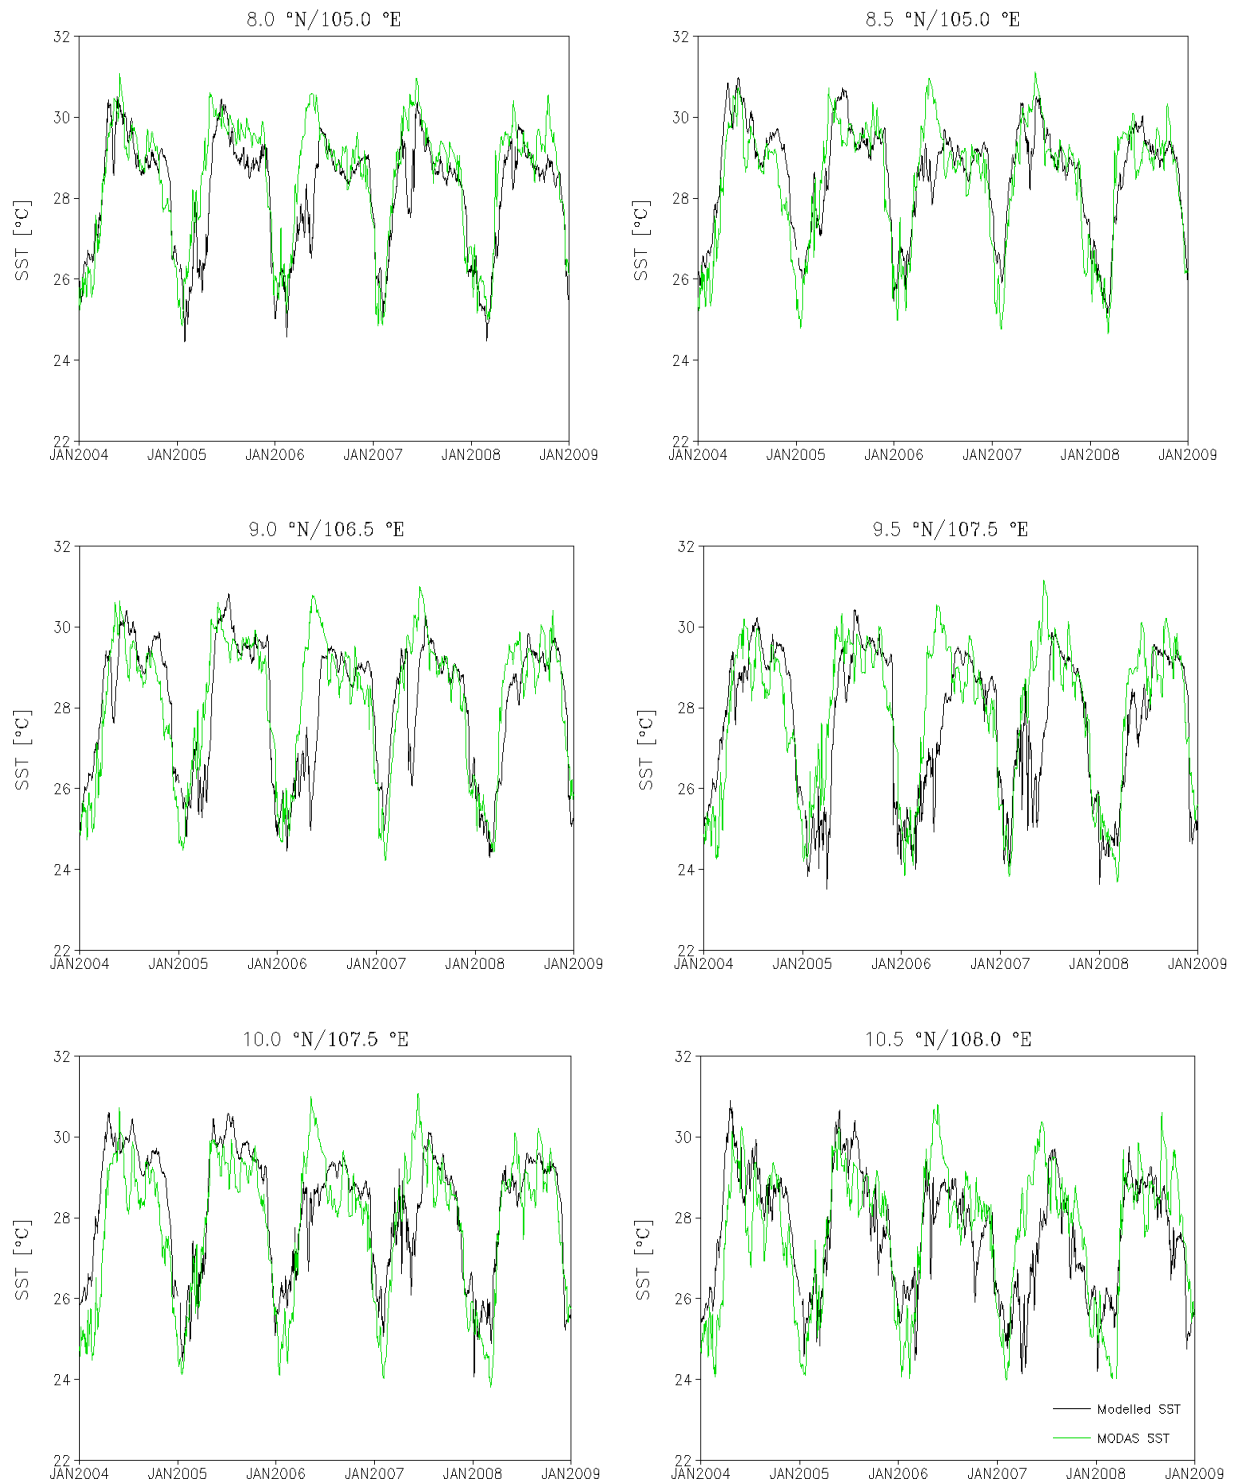 8.0 °N/105.0 °E
8.5 °N/105.0 °E
32
30
28
26
24
22
SST [°C]
JAN2004 JAN2005 JAN2006 JAN2007 JAN2008 JAN2009
32
30
28
26
24
22
SST [°C]
JAN2004 JAN2005 JAN2006 JAN2007 JAN2008 JAN2009
9.0 °N/106.5 °E
9.5 °N/107.5 °E
32
30
28
26
24
22
SST [°C]
JAN2004 JAN2005 JAN2006 JAN2007 JAN2008 JAN2009
32
30
28
26
24
22
SST [°C]
JAN2004 JAN2005 JAN2006 JAN2007 JAN2008 JAN2009
10.0 °N/107.5 °E
10.5 °N/108.0 °E
32
30
28
26
24
22
SST [°C]
JAN2004 JAN2005 JAN2006 JAN2007 JAN2008 JAN2009
32
30
28
26
24
22
SST [°C]
Modelled SST
MODAS SST
JAN2004 JAN2005 JAN2006 JAN2007 JAN2008 JAN2009